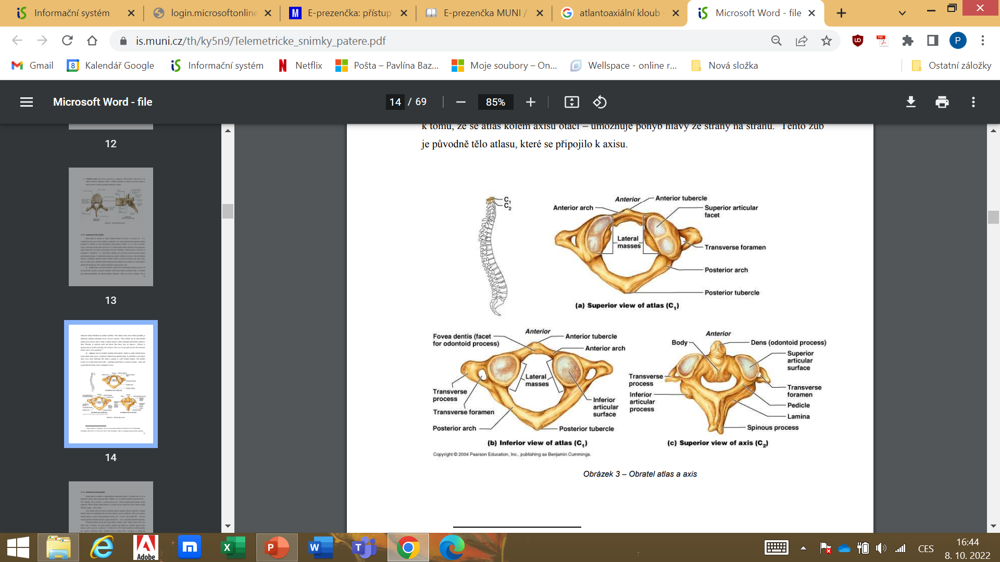 Informační systém
login.microsoftonline
E-prezenčka: přístup
E-prezenčka MUNI /
atlantoaxiální kloub -
Microsoft Word - file
is.muni.cz/th/ky5n9/Telemetricke_snimky_patere.pdf
P
Gmail
8 Kalendář Google
Informační systém
Netflix
Pošta – Pavlína Baz...
Moje soubory – On...
Wellspace - online r...
Nová složka
Ostatní záložky
Microsoft Word - file
14 / 69
85%
12
13
14
k tomu, že se atlas kolem axisu otáčí – umožňuje pohyb hlavy ze strany na stranu. Tento zub
je původně tělo atlasu, které se připojilo k axisu.
C1
C2
Anterior
Anterior tubercle
Anterior arch
Superior articular
facet
Lateral
masses
Transverse foramen
Posterior arch
Posterior tubercle
(a) Superior view of atlas (C1)
Fovea dentis (facet
for odontoid process)
Anterior
Anterior tubercle
Anterior arch
Lateral
masses
Transverse
process
Transverse foramen
Inferior
articular
surface
Posterior arch
Posterior tubercle
(b) Inferior view of atlas (C1)
Anterior
Body
Dens (odontoid process)
Superior
articular
surface
Transverse
process
Inferior
articular
process
Transverse
foramen
Pedicle
Lamina
Spinous process
(c) Superior view of axis (C2)
Copyright © 2004 Pearson Education, Inc., publishing as Benjamin Cummings.
Obrázek 3 – Obratel atlas a axis
Adobe
CES
16:44
8. 10. 2022